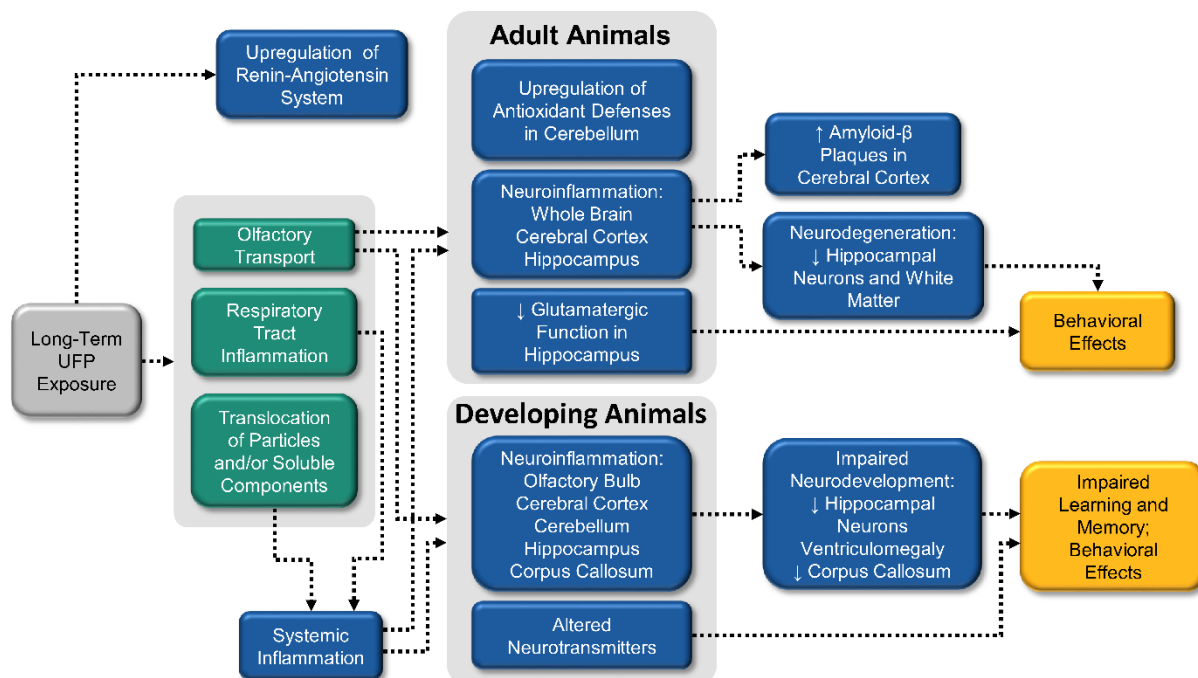 Upregulation of
Renin-Angiotensin
System
Long-Term
UFP
Exposure
Olfactory
Transport
Respiratory
Tract
Inflammation
Translocation
of Particles
and/or Soluble
Components
Systemic
Inflammation
Adult Animals
Upregulation of
Antioxidant Defenses
in Cerebellum
Neuroinflammation:
Whole Brain
Cerebral Cortex
Hippocampus
↓ Glutamatergic
Function in
Hippocampus
↑ Amyloid-β
Plaques in
Cerebral Cortex
Neurodegeneration:
↓ Hippocampal
Neurons and White
Matter
Behavioral
Effects
Developing Animals
Neuroinflammation:
Olfactory Bulb
Cerebral Cortex
Cerebellum
Hippocampus
Corpus Callosum
Altered
Neurotransmitters
Impaired
Neurodevelopment:
↓ Hippocampal
Neurons
Ventriculomegaly
↓ Corpus Callosum
Impaired
Learning and
Memory;
Behavioral
Effects